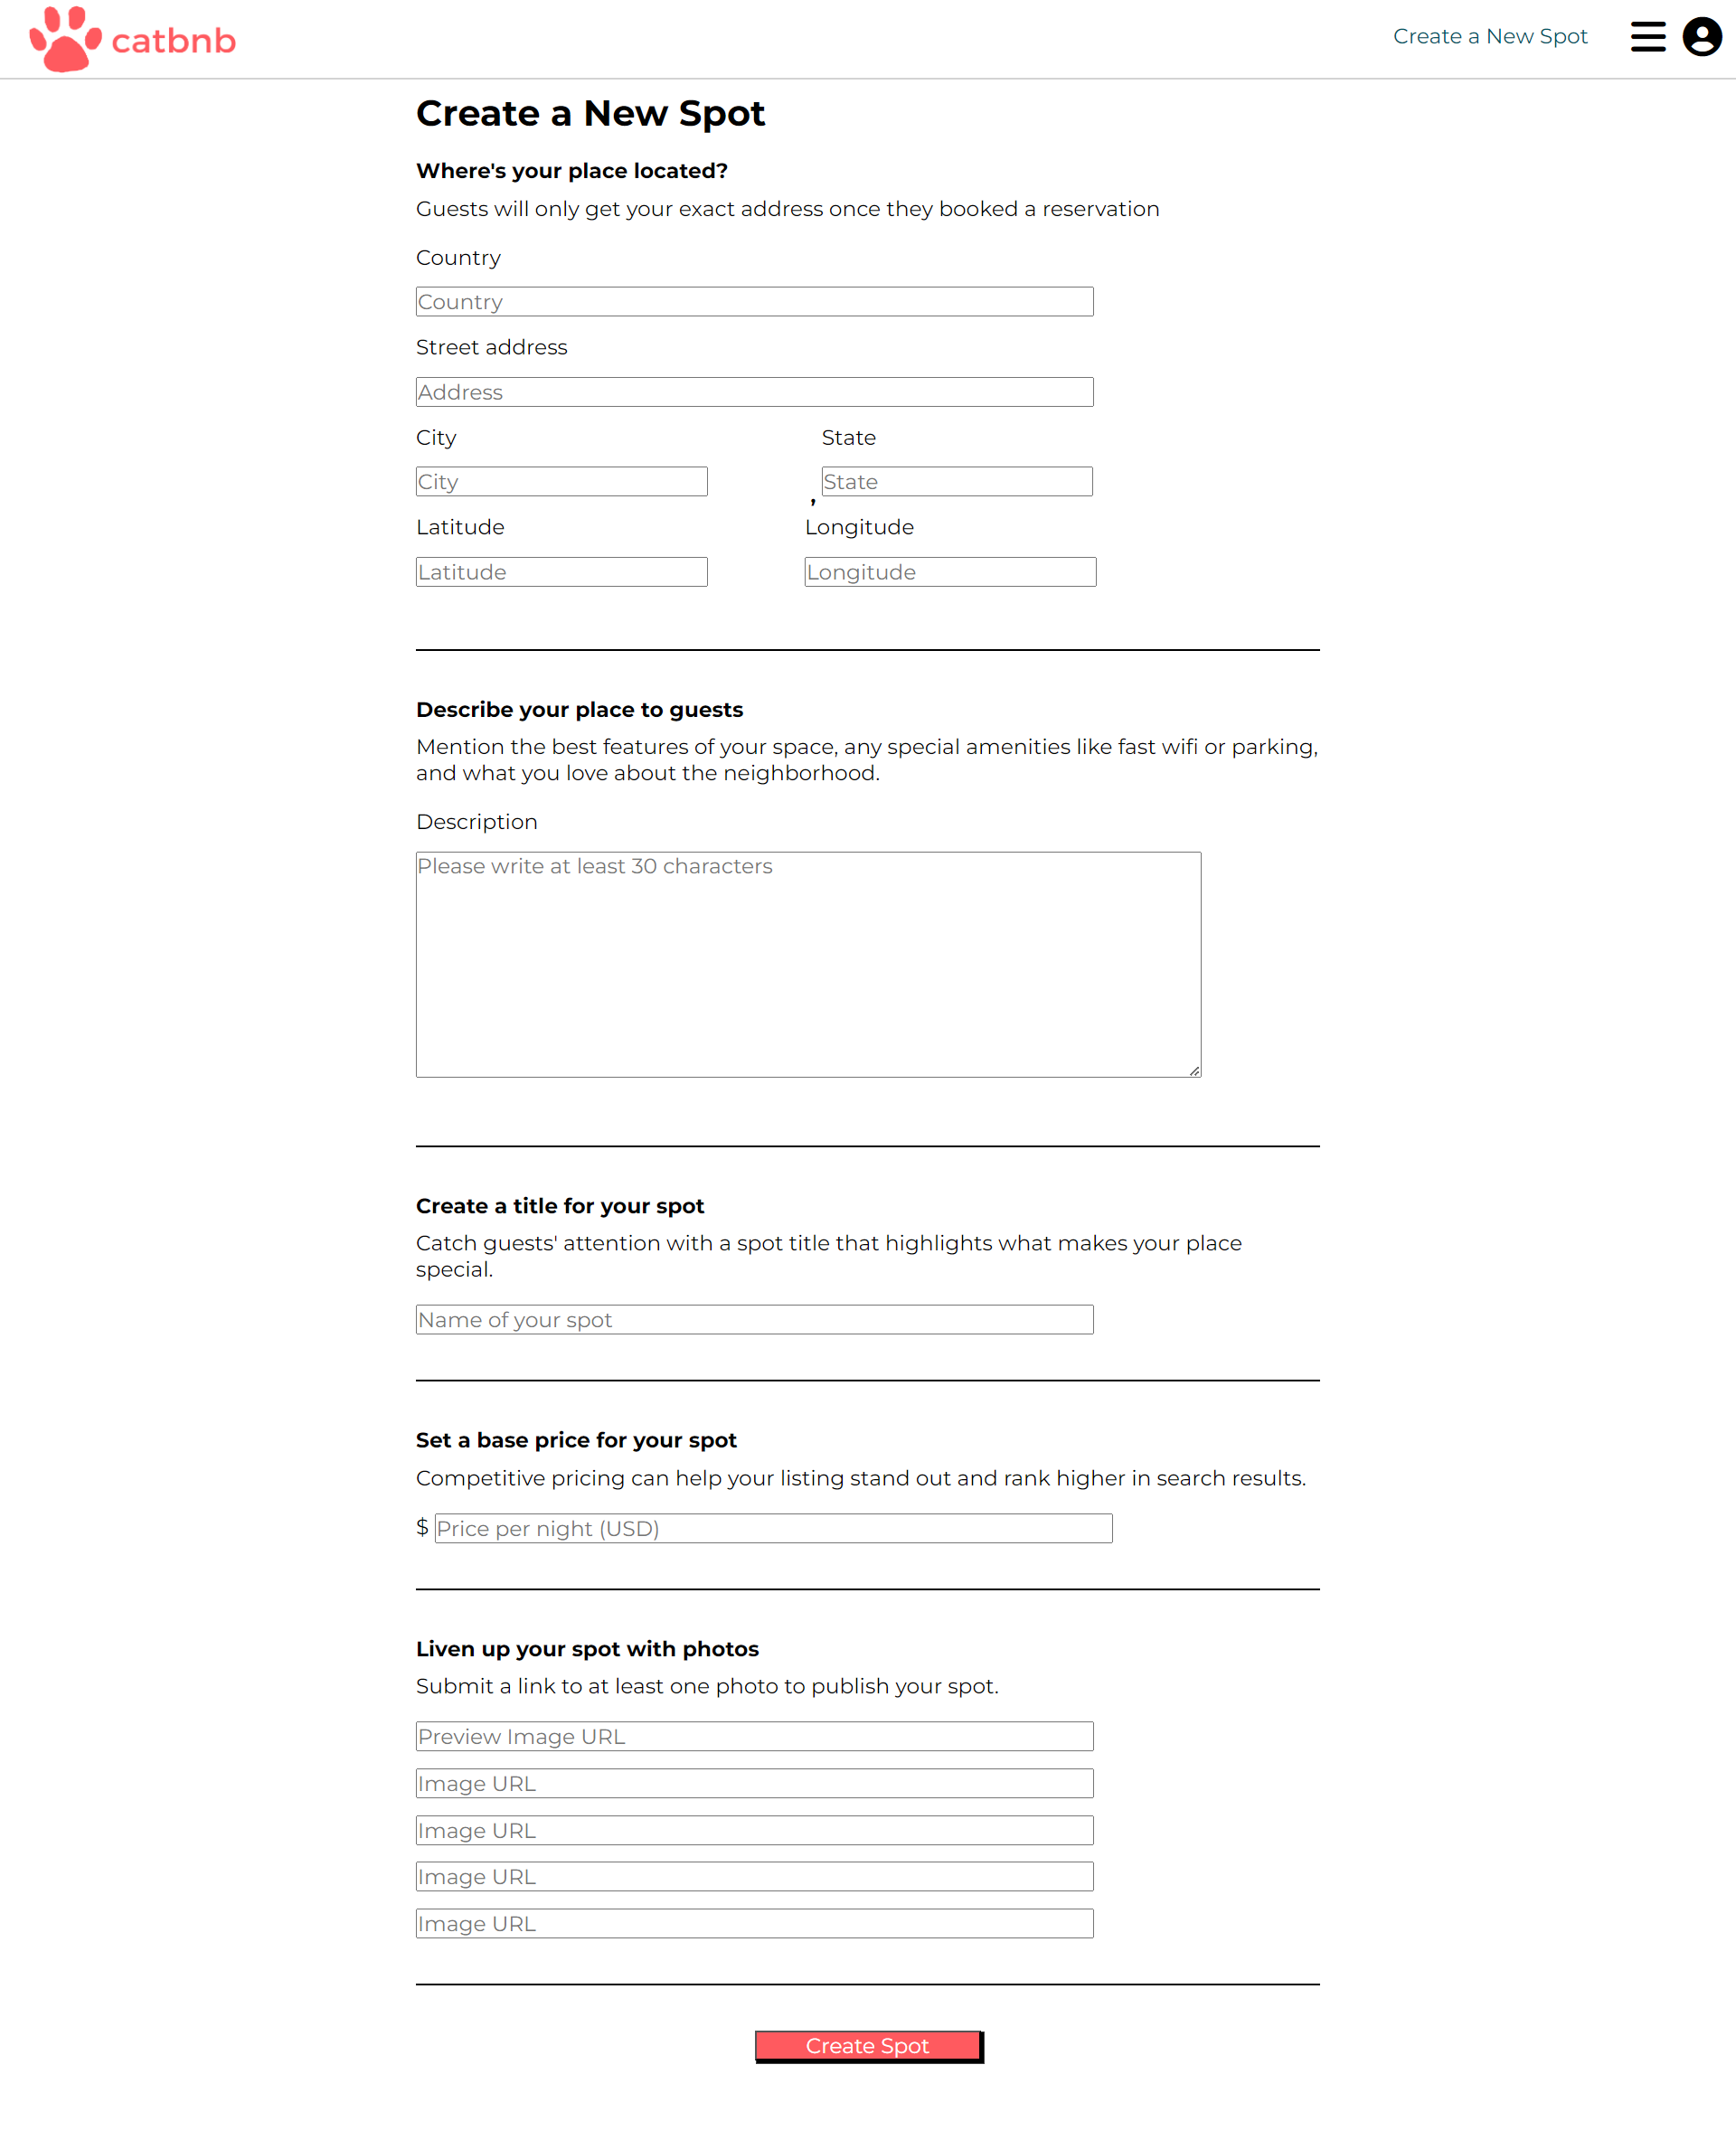 catbnb
Create a New Spot
Create a New Spot
Where's your place located?
Guests will only get your exact address once they booked a reservation
Country
Country
Street address
Address
City State
City , State
Latitude Longitude
Latitude Longitude
Describe your place to guests
Mention the best features of your space, any special amenities like fast wifi or parking,
and what you love about the neighborhood.
Description
Please write at least 30 characters
Create a title for your spot
Catch guests' attention with a spot title that highlights what makes your place
special.
Name of your spot
Set a base price for your spot
Competitive pricing can help your listing stand out and rank higher in search results.
$ Price per night (USD)
Liven up your spot with photos
Submit a link to at least one photo to publish your spot.
Preview Image URL
Image URL
Image URL
Image URL
Image URL
Create Spot